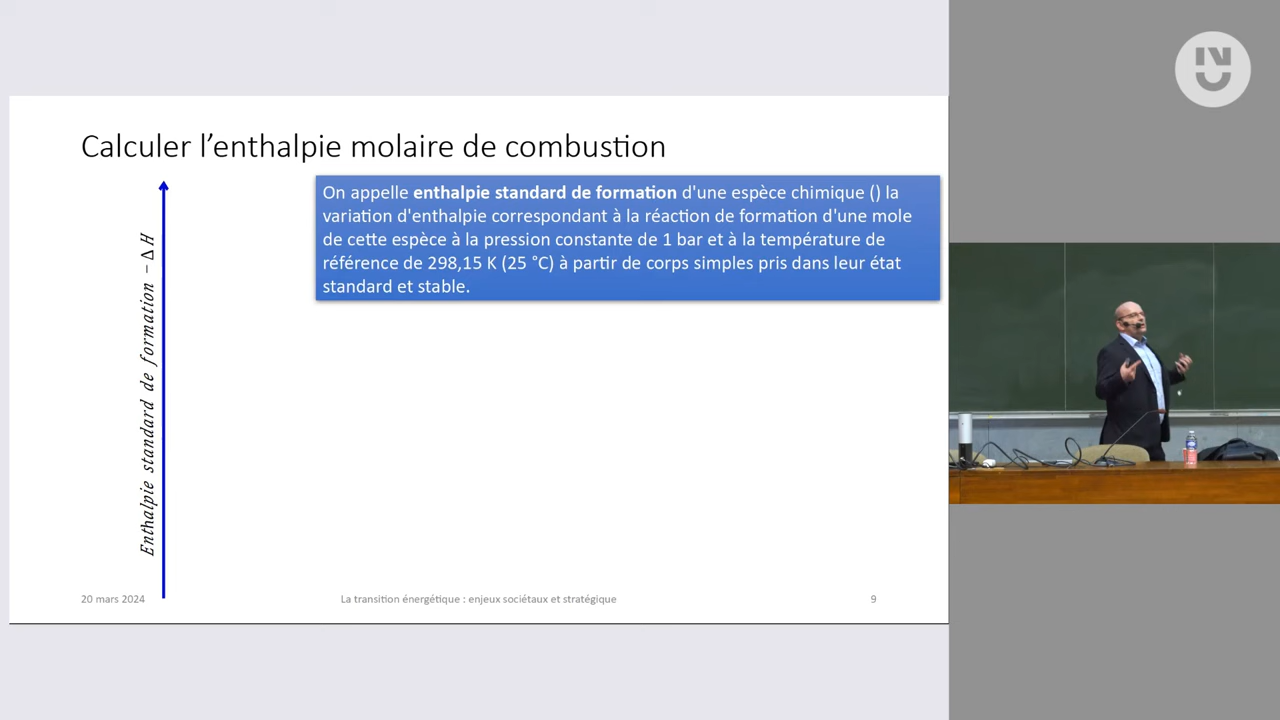 Calculer l'enthalpie molaire de combustion
On appelle enthalpie standard de formation d'une espèce chimique () la
variation d'enthalpie correspondant à la réaction de formation d'une mole
de cette espèce à la pression constante de 1 bar et à la température de
référence de 298,15 K (25 °C) à partir de corps simples pris dans leur état
standard et stable.
Enthalpie standard de formation – ΔH
20 mars 2024
La transition énergétique : enjeux sociétaux et stratégique
9